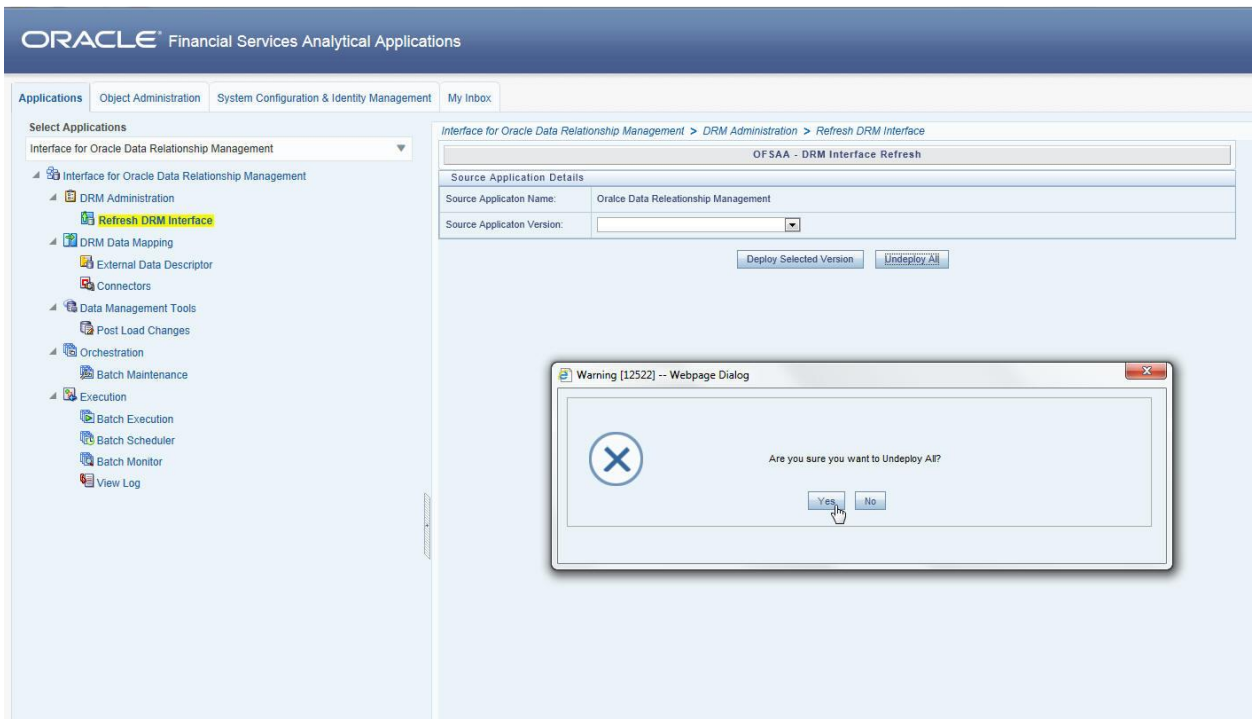 ORACLE® Financial Services Analytical Applications
Applications Object Administration System Configuration & Identity Management My Inbox
Select Applications
Interface for Oracle Data Relationship Management
Interface for Oracle Data Relationship Management
DRM Administration
Refresh DRM Interface
DRM Data Mapping
External Data Descriptor
Connectors
Data Management Tools
Post Load Changes
Orchestration
Batch Maintenance
Execution
Batch Execution
Batch Scheduler
Batch Monitor
View Log
Interface for Oracle Data Relationship Management > DRM Administration > Refresh DRM Interface
OFSAA - DRM Interface Refresh
Source Application Details
Source Applicaton Name: Oralce Data Releationship Management
Source Applicaton Version:
Deploy Selected Version Undeploy All
Warning [12522] -- Webpage Dialog
Are you sure you want to Undeploy All?
Yes No